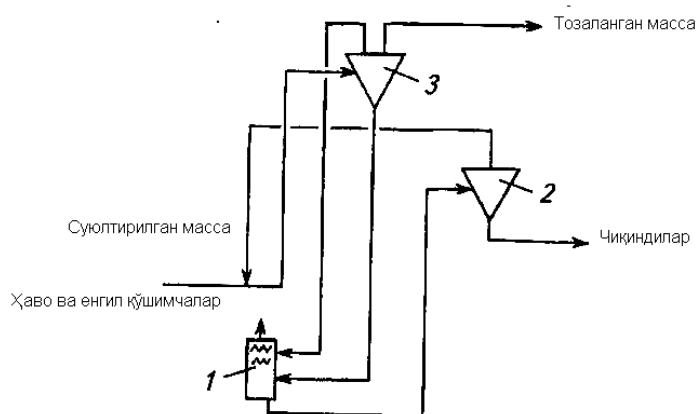 Тозаланган масса
3
2
Суюлтирилган масса
Чиқиндилар
Ҳаво ва енгил қўшимчалар
1